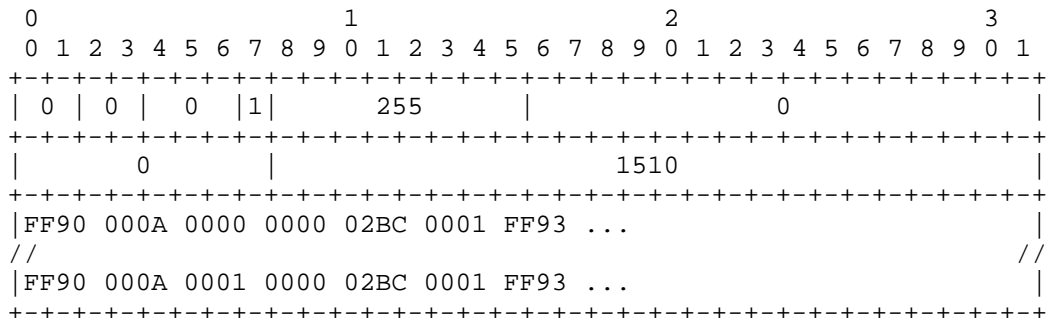 0                   1                   2                   3
 0 1 2 3 4 5 6 7 8 9 0 1 2 3 4 5 6 7 8 9 0 1 2 3 4 5 6 7 8 9 0 1
+-+-+-+-+-+-+-+-+-+-+-+-+-+-+-+-+-+-+-+-+-+-+-+-+-+-+-+-+-+-+-+-+
| 0 | 0 |  0  |1|      255      |               0               |
+-+-+-+-+-+-+-+-+-+-+-+-+-+-+-+-+-+-+-+-+-+-+-+-+-+-+-+-+-+-+-+-+
|       0       |                     1510                      |
+-+-+-+-+-+-+-+-+-+-+-+-+-+-+-+-+-+-+-+-+-+-+-+-+-+-+-+-+-+-+-+-+
|FF90 000A 0000 0000 02BC 0001 FF93 ...                         |
//                                                             //
|FF90 000A 0001 0000 02BC 0001 FF93 ...                         |
+-+-+-+-+-+-+-+-+-+-+-+-+-+-+-+-+-+-+-+-+-+-+-+-+-+-+-+-+-+-+-+-+